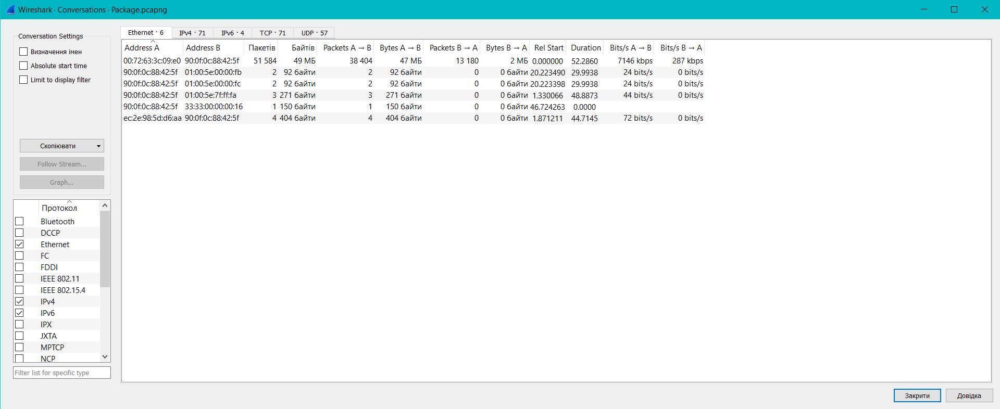 Wireshark · Conversations · Package.pcapng
Conversation Settings
Визначення імен
Absolute start time
Limit to display filter
Скопіювати
Follow Stream...
Graph...
Протокол
Bluetooth
DCCP
Ethernet
FC
FDDI
IEEE 802.11
IEEE 802.15.4
IPv4
IPv6
IPX
JXTA
MPTCP
NCP
Filter list for specific type
Ethernet · 6 IPv4 · 71 IPv6 · 4 TCP · 71 UDP · 57
Address A Address B Пакетів Байтів Packets A → B Bytes A → B Packets B → A Bytes B → A Rel Start Duration Bits/s A → B Bits/s B → A
00:72:63:3c:09:e0 90:0f:0c:88:42:5f 51 584 49 МБ 38 404 47 МБ 13 180 2 МБ 0.000000 52.2860 7146 kbps 287 kbps
90:0f:0c:88:42:5f 01:00:5e:00:00:fb 2 92 байти 2 92 байти 0 0 байти 20.223490 29.9938 24 bits/s 0 bits/s
90:0f:0c:88:42:5f 01:00:5e:00:00:fc 2 92 байти 2 92 байти 0 0 байти 20.223398 29.9938 24 bits/s 0 bits/s
90:0f:0c:88:42:5f 01:00:5e:7f:ff:fa 3 271 байти 3 271 байти 0 0 байти 1.330066 48.8873 44 bits/s 0 bits/s
90:0f:0c:88:42:5f 33:33:00:00:00:16 1 150 байти 1 150 байти 0 0 байти 46.724263 0.0000
ec:2e:98:5d:d6:aa 90:0f:0c:88:42:5f 4 404 байти 4 404 байти 0 0 байти 1.871211 44.7145 72 bits/s 0 bits/s
Закрити
Довідка